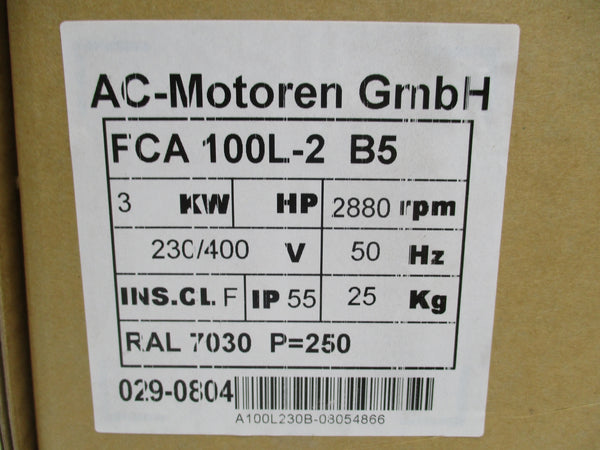 AC-Motoren GmbH
FCA 100L-2 B5
3 KW HP 2880 rpm
230/400 V 50 Hz
INS.CL. F IP 55 25 Kg
RAL 7030 P=250
029-0804
A100L230B-08054866